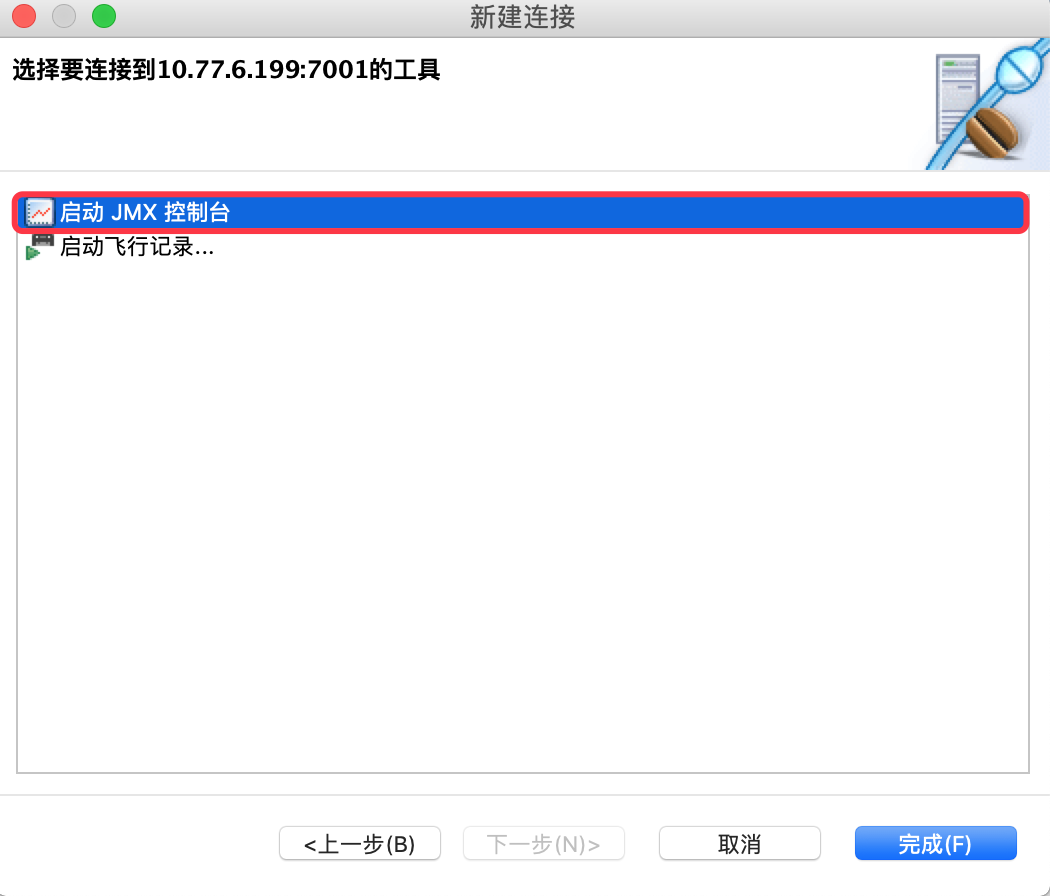 新建连接
选择要连接到10.77.6.199:7001的工具
启动 JMX 控制台
启动飞行记录...
<上一步(B)
下一步(N)>
取消
完成(F)